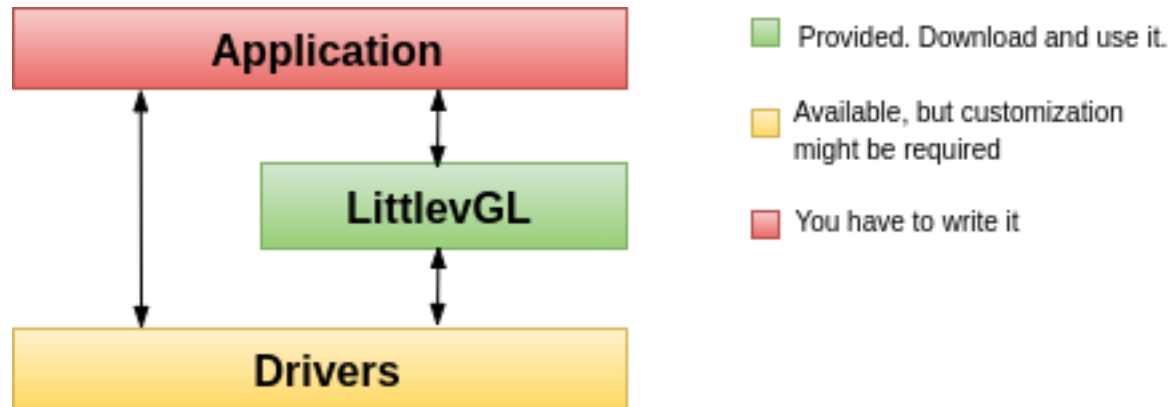 Application
LittlevGL
Drivers
Provided. Download and use it.
Available, but customization
might be required
You have to write it